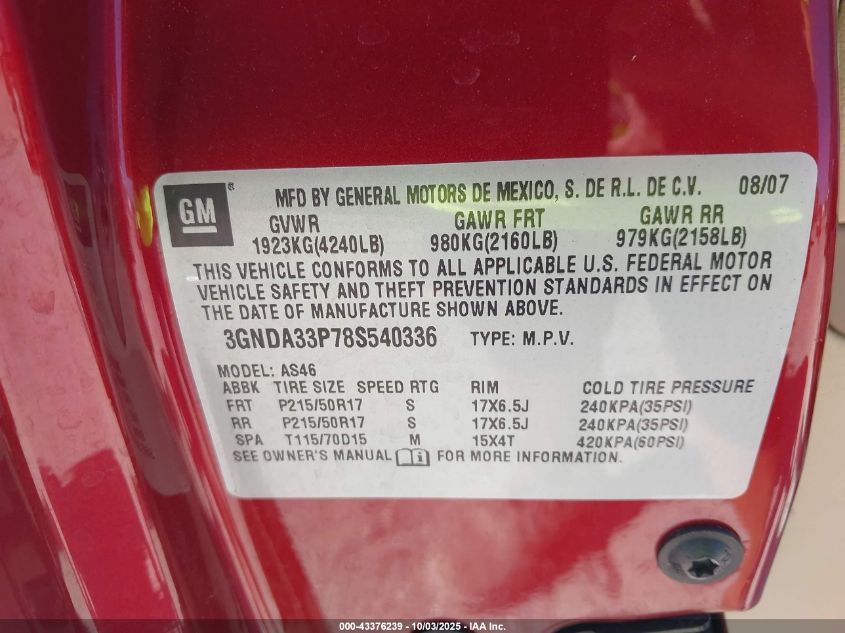 GM ® MFD BY GENERAL MOTORS DE MEXICO, S. DE R.L. DE C.V. 08/07
GVWR GAWR FRT GAWR RR
1923KG(4240LB) 980KG(2160LB) 979KG(2158LB)
THIS VEHICLE CONFORMS TO ALL APPLICABLE U.S. FEDERAL MOTOR
VEHICLE SAFETY AND THEFT PREVENTION STANDARDS IN EFFECT ON
THE DATE OF MANUFACTURE SHOWN ABOVE.
3GNDA33P78S540336 TYPE: M.P.V.
MODEL: AS46
ABBK TIRE SIZE SPEED RTG RIM COLD TIRE PRESSURE
FRT P215/50R17 S 17X6.5J 240KPA(35PSI)
RR P215/50R17 S 17X6.5J 240KPA(35PSI)
SPA T115/70D15 M 15X4T 420KPA(60PSI)
SEE OWNER'S MANUAL FOR MORE INFORMATION.
000-43376239 - 10/03/2025 - IAA Inc.